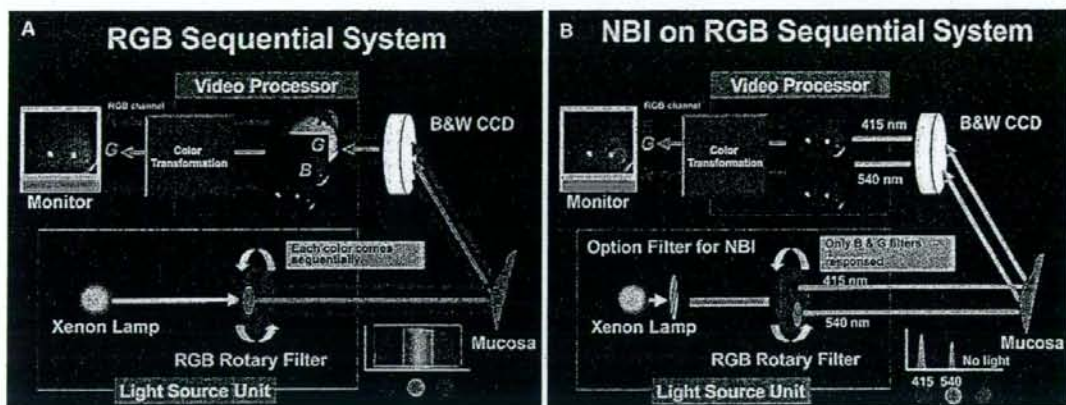 A
RGB Sequential System
Video Processor
RGB channel
B&W CCD
G
Color
Transformation
G
B
Monitor
Each color comes
sequentially
Xenon Lamp
Mucosa
RGB Rotary Filter
Light Source Unit
B
NBI on RGB Sequential System
Video Processor
RGB channel
415 nm
B&W CCD
G
Color
Transformation
540 nm
Monitor
Option Filter for NBI
Only B & G filters
responsed
415 nm
Xenon Lamp
540 nm
Mucosa
RGB Rotary Filter
No light
415 540
Light Source Unit